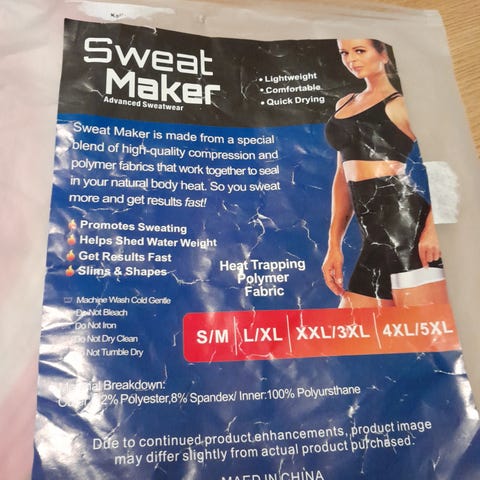 Sweat
Maker
Advanced Sweatwear
• Lightweight
• Comfortable
• Quick Drying
Sweat Maker is made from a special
blend of high-quality compression and
polymer fabrics that work together to seal
in your natural body heat. So you sweat
more and get results fast!
Promotes Sweating
Helps Shed Water Weight
Get Results Fast
Slims & Shapes
Heat Trapping
Polymer
Fabric
Machine Wash Cold Gentle
Do Not Bleach
Do Not Iron
Do Not Dry Clean
Do Not Tumble Dry
S/M | L/XL | XXL/3XL | 4XL/5XL
Breakdown:
2% Polyester,8% Spandex/ Inner:100% Polyursthane
Due to continued product enhancements, product image
may differ slightly from actual product purchased.
MAED IN CHINA